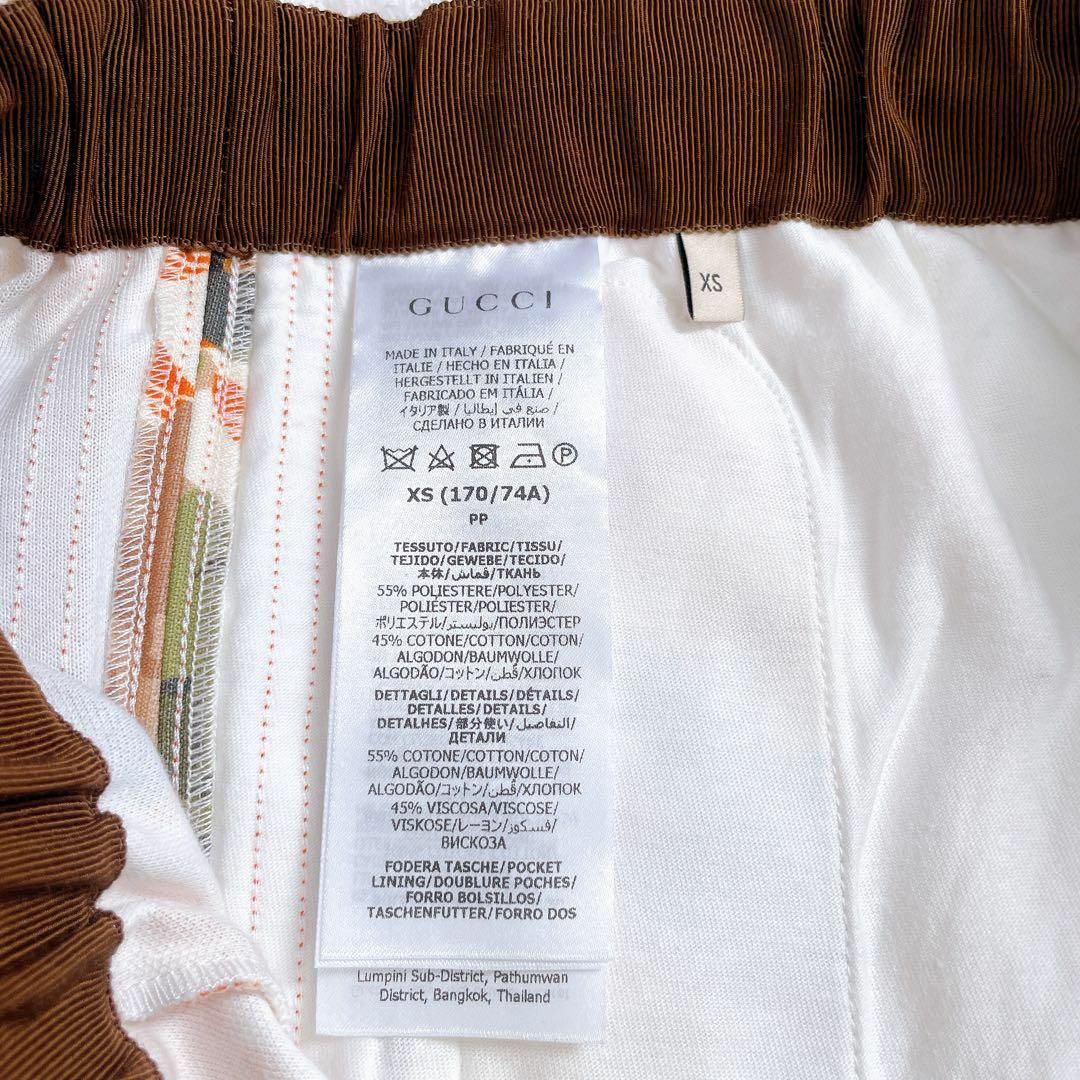 GUCCI
XS
MADE IN ITALY / FABRIQUÉ EN
ITALIE / HECHO EN ITALIA /
HERGESTELLT IN ITALIEN /
FABRICADO EM ITÁLIA /
イタリア製 / صنع في إيطاليا /
СДЕЛАНО В ИТАЛИИ
P
XS (170/74A)
PP
TESSUTO/FABRIC/TISSU/
TEJIDO/GEWEBE/TECIDO/
本体/قماش/ТКАНЬ
55% POLIESTERE/POLYESTER/
POLIÉSTER/POLIESTER/
ポリエステル/بوليستر/ПОЛИЭСТЕР
45% COTONE/COTTON/COTON/
ALGODON/BAUMWOLLE/
ALGODÃO/コットン/قطن/ХЛОПОК
DETTAGLI/DETAILS/DÉTAILS/
DETALLES/DETAILS/
DETALHES/部分使い/التفاصيل/
ДЕТАЛИ
55% COTONE/COTTON/COTON/
ALGODON/BAUMWOLLE/
ALGODÃO/コットン/قطن/ХЛОПОК
45% VISCOSA/VISCOSE/
VISKOSE/レーヨン/فسكوز/
ВИСКОЗА
FODERA TASCHE/POCKET
LINING/DOUBLURE POCHES/
FORRO BOLSILLOS/
TASCHENFUTTER/FORRO DOS
Lumpini Sub-District, Pathumwan
District, Bangkok, Thailand